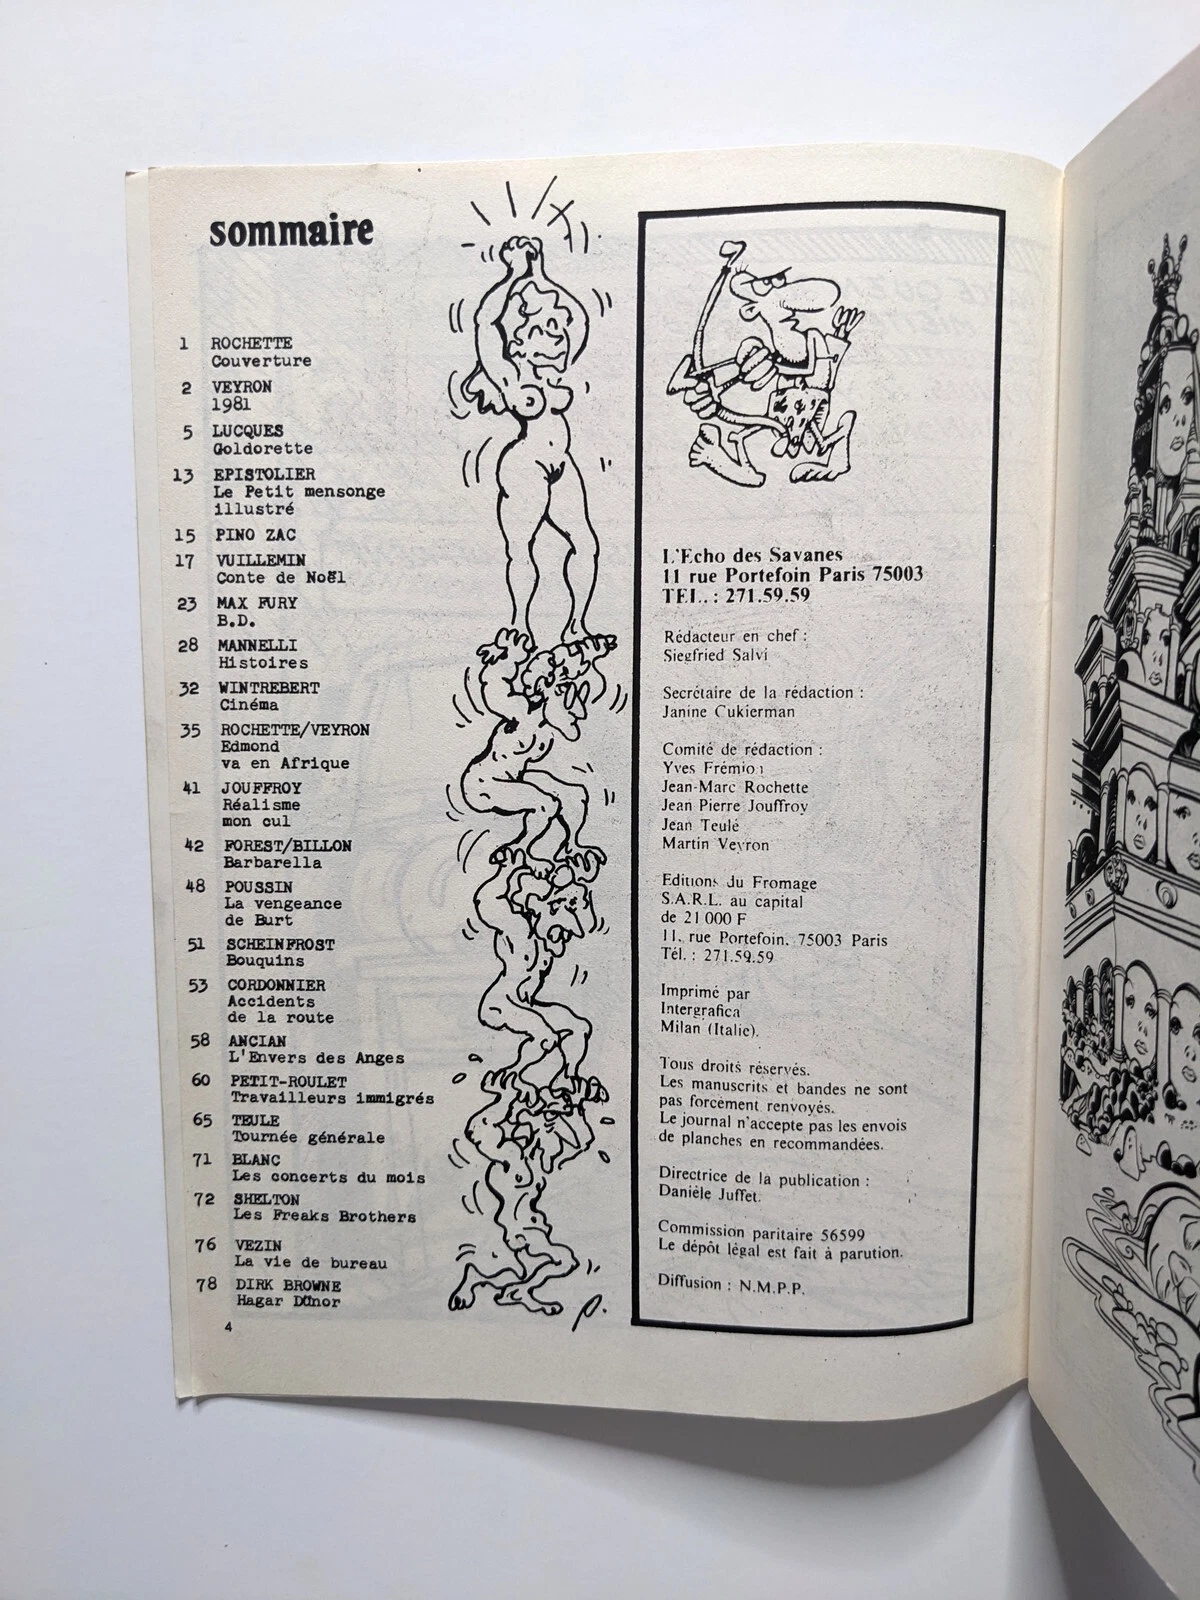 sommaire
1 ROCHETTE
Couverture
2 VEYRON
1981
5 LUCQUES
Goldorette
13 EPISTOLIER
Le Petit mensonge
illustré
15 PINO ZAC
17 VUILLEMIN
Conte de Noël
23 MAX FURY
B.D.
28 MANNELLI
Histoires
32 WINTREBERT
Cinéma
35 ROCHETTE/VEYRON
Edmond
va en Afrique
41 JOUFFROY
Réalisme
mon cul
42 FOREST/BILLON
Barbarella
48 POUSSIN
La vengeance
de Burt
51 SCHEINFROST
Bouquins
53 CORDONNIER
Accidents
de la route
58 ANCIAN
L'Envers des Anges
60 PETIT-ROULET
Travailleurs immigrés
65 TEULE
Tournée générale
71 BLANC
Les concerts du mois
72 SHELTON
Les Freaks Brothers
76 VEZIN
La vie de bureau
78 DIRK BROWNE
Hagar Dünor
4
L'Echo des Savanes
11 rue Portefoin Paris 75003
TEL. : 271.59.59
Rédacteur en chef :
Siegfried Salvi
Secrétaire de la rédaction :
Janine Cukierman
Comité de rédaction :
Yves Frémion
Jean-Marc Rochette
Jean Pierre Jouffroy
Jean Teulé
Martin Veyron
Editions du Fromage
S.A.R.L. au capital
de 21 000 F
11, rue Portefoin. 75003 Paris
Tél. : 271.59.59
Imprimé par
Intergrafica
Milan (Italie).
Tous droits réservés.
Les manuscrits et bandes ne sont
pas forcément renvoyés.
Le journal n'accepte pas les envois
de planches en recommandées.
Directrice de la publication :
Danièle Juffet.
Commission paritaire 56599
Le dépôt légal est fait à parution.
Diffusion : N.M.P.P.